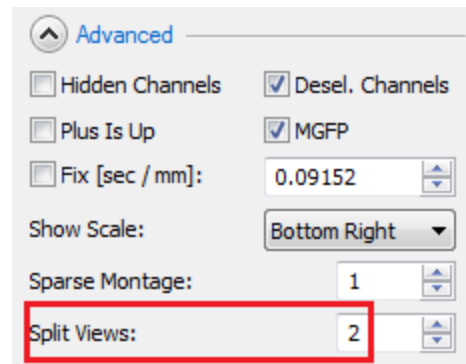 Advanced
Hidden Channels Desel. Channels
Plus Is Up MGFP
Fix [sec / mm]: 0.09152
Show Scale: Bottom Right
Sparse Montage: 1
Split Views: 2